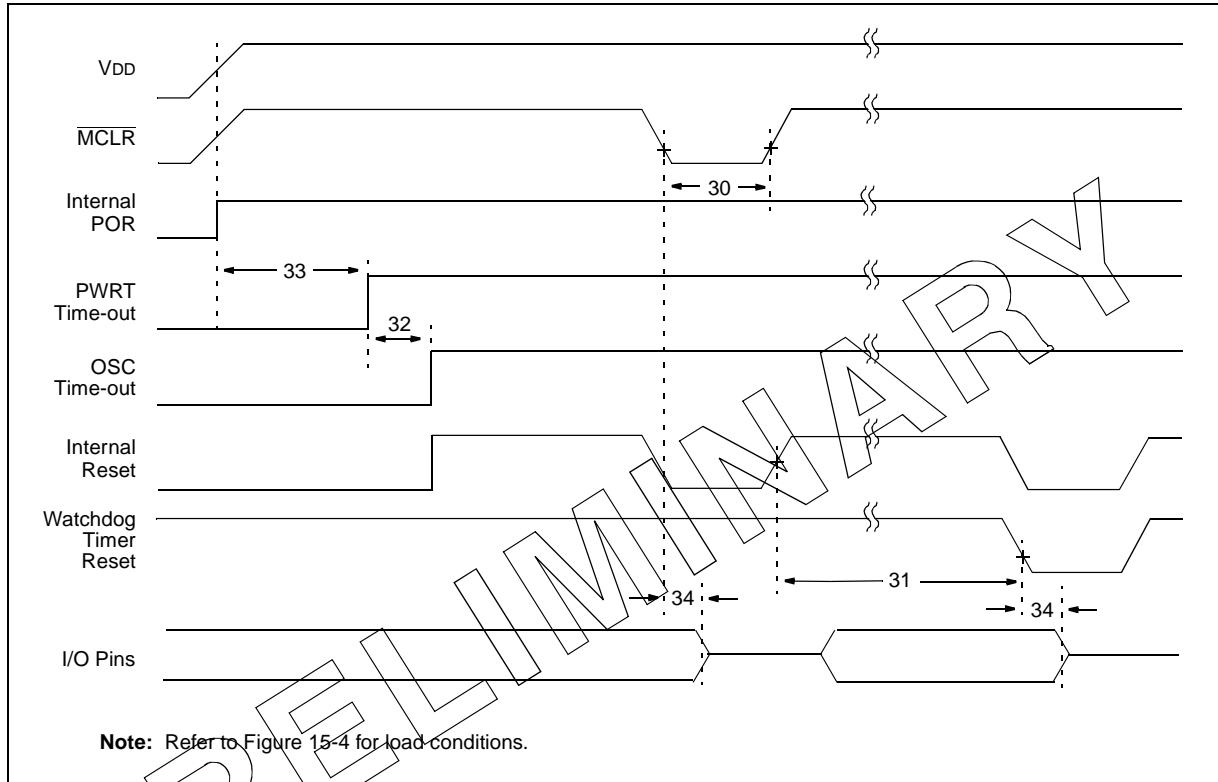 VDD
MCLR
30
Internal
POR
33
PWRT
Time-out
32
OSC
Time-out
Internal
Reset
Watchdog
Timer
Reset
31
34
34
I/O Pins
Note: Refer to Figure 15-4 for load conditions.
PRELIMINARY